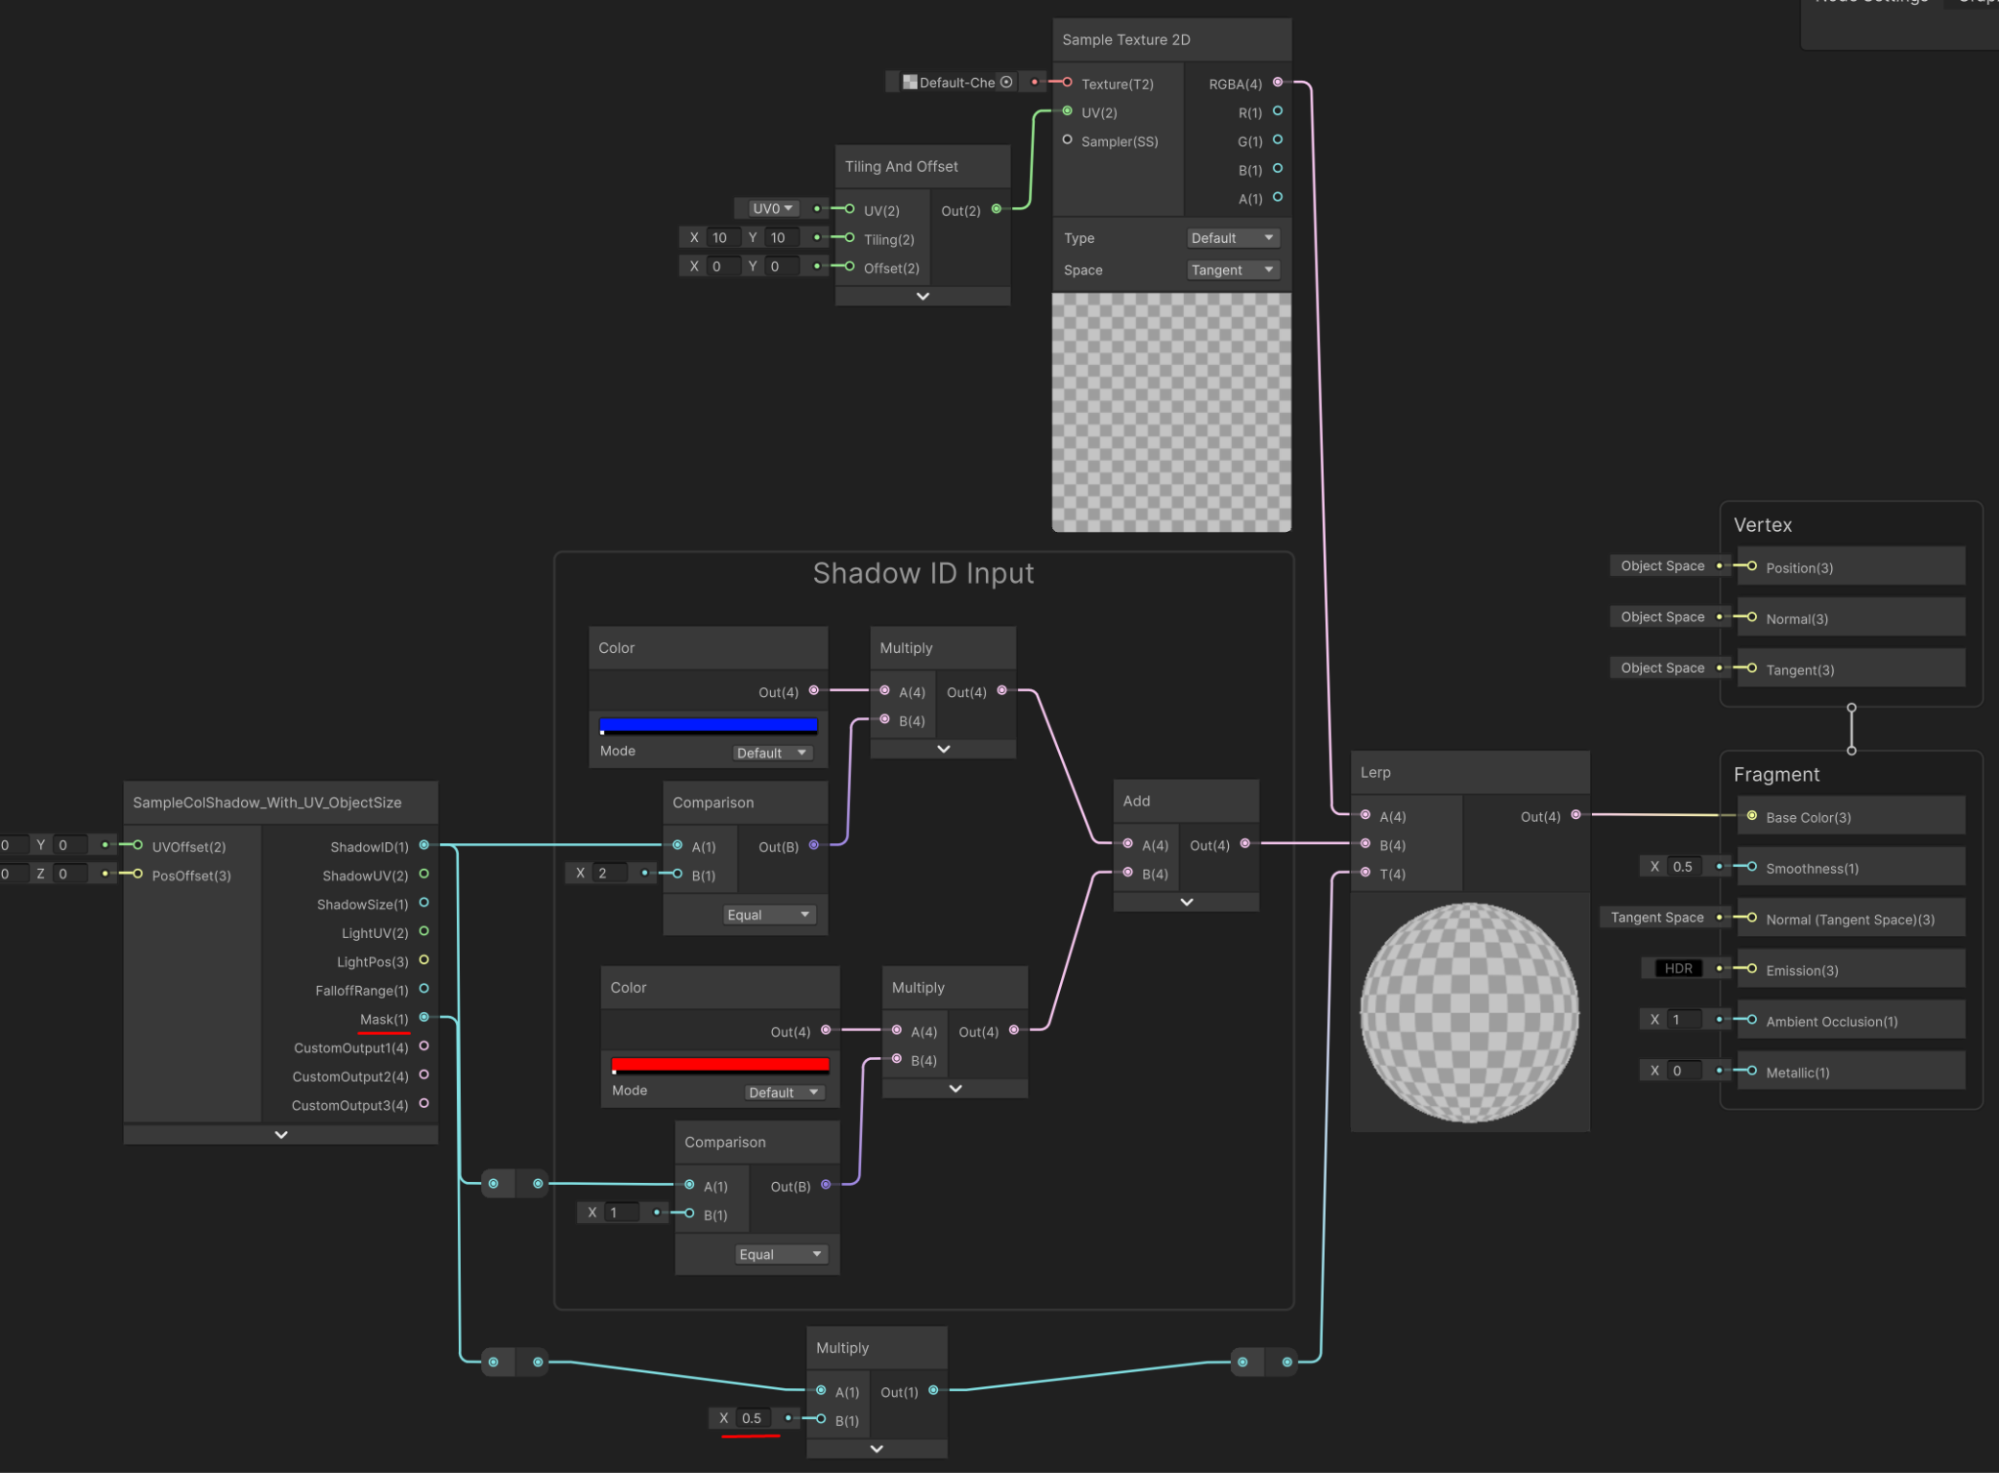 Sample Texture 2D
Default-Che
Texture(T2)
RGBA(4)
UV(2)
R(1)
Sampler(SS)
G(1)
B(1)
A(1)
Type
Default
Space
Tangent
Tiling And Offset
UV0
UV(2)
Out(2)
X 10 Y 10
Tiling(2)
X 0 Y 0
Offset(2)
Shadow ID Input
Color
Out(4)
Mode
Default
Multiply
A(4)
Out(4)
B(4)
Comparison
A(1)
Out(B)
X 2
B(1)
Equal
Color
Out(4)
Mode
Default
Multiply
A(4)
Out(4)
B(4)
Comparison
A(1)
Out(B)
X 1
B(1)
Equal
Add
A(4)
Out(4)
B(4)
SampleColShadow_With_UV_ObjectSize
0 Y 0
UVOffset(2)
ShadowID(1)
0 Z 0
PosOffset(3)
ShadowUV(2)
ShadowSize(1)
LightUV(2)
LightPos(3)
FalloffRange(1)
Mask(1)
CustomOutput1(4)
CustomOutput2(4)
CustomOutput3(4)
Multiply
A(1)
Out(1)
X 0.5
B(1)
Lerp
A(4)
Out(4)
B(4)
T(4)
Vertex
Object Space
Position(3)
Object Space
Normal(3)
Object Space
Tangent(3)
Fragment
Base Color(3)
X 0.5
Smoothness(1)
Tangent Space
Normal (Tangent Space)(3)
HDR
Emission(3)
X 1
Ambient Occlusion(1)
X 0
Metallic(1)